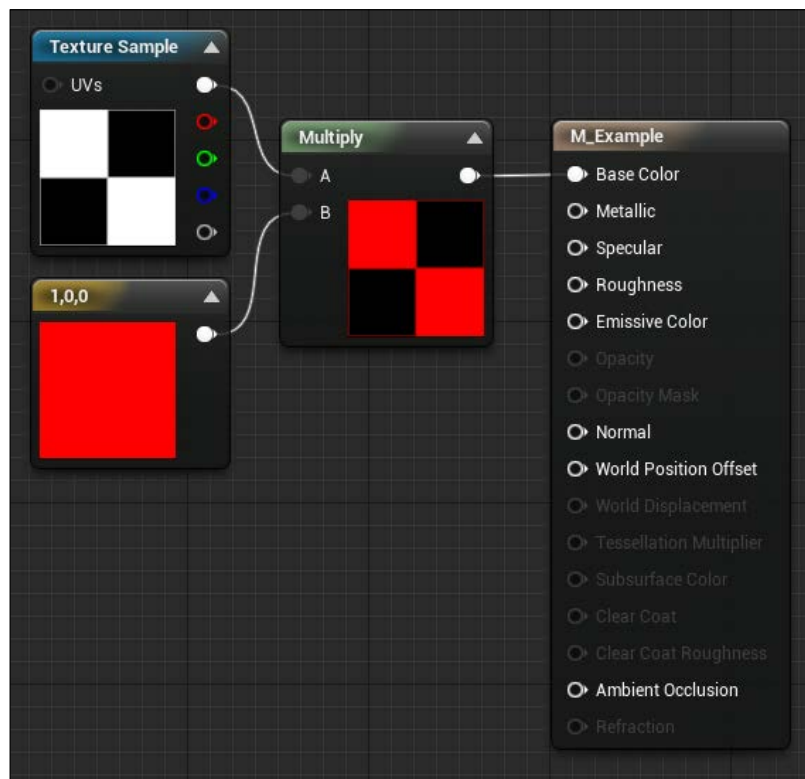 Texture Sample
UVs
1,0,0
Multiply
A
B
M_Example
Base Color
Metallic
Specular
Roughness
Emissive Color
Opacity
Opacity Mask
Normal
World Position Offset
World Displacement
Tessellation Multiplier
Subsurface Color
Clear Coat
Clear Coat Roughness
Ambient Occlusion
Refraction